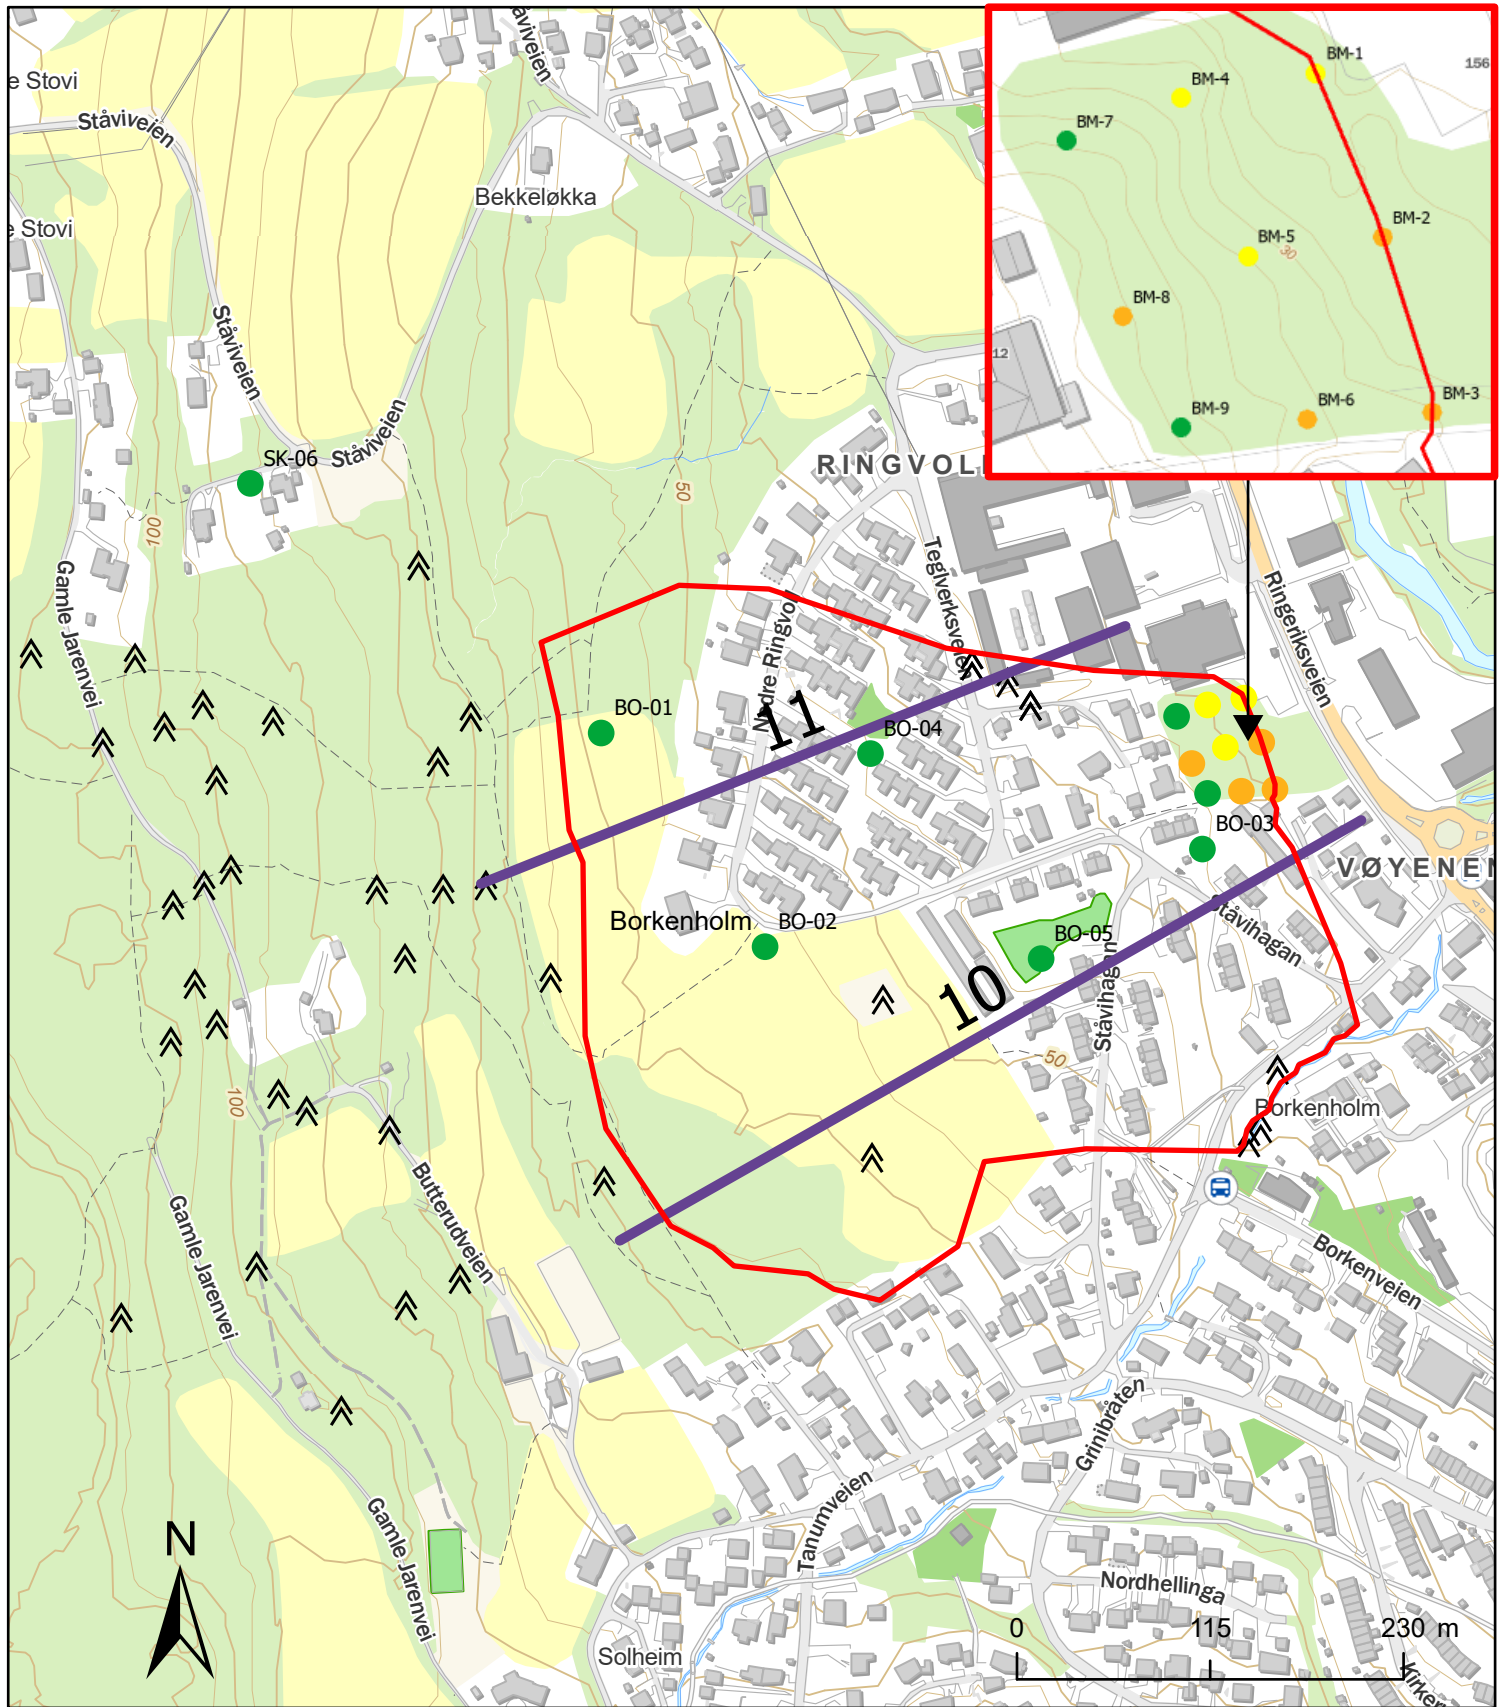 e Stovi
Ståviveien
åviveien
BM-1
156
BM-4
BM-7
Bekkeløkka
e Stovi
BM-2
BM-5
30
BM-8
12
Ståviveien
BM-3
BM-6
BM-9
Ståviveien
SK-06
RINGVOLL
50
100
Teglverksveien
Ringeriksveien
Gamle Jarenvei
Nedre Ringvoll
BO-01
11
BO-04
BO-03
VØYENEN
Borkenholm
BO-02
Ståvihagan
BO-05
10
Ståvihagan
50
100
Borkenholm
Butterudveien
Gamle Jarenvei
Borkenveien
Grinibråten
Tanumveien
Gamle Jarenvei
N
Nordhellinga
0
115
230 m
Solheim